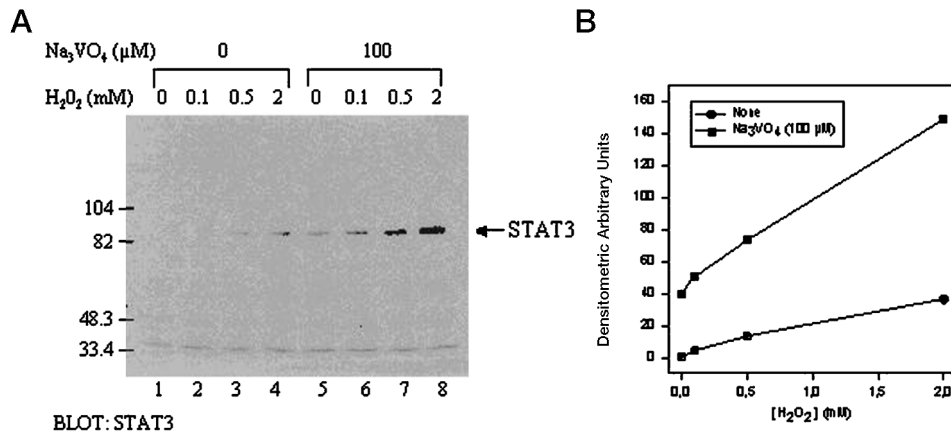 A
Na₃VO₄ (µM) 0 100
H₂O₂ (mM) 0 0.1 0.5 2 0 0.1 0.5 2
104
82
48.3
33.4
STAT3
1 2 3 4 5 6 7 8
BLOT: STAT3
B
None
Na₃VO₄ (100 µM)
Densitometric Arbitrary Units
160
140
120
100
80
60
40
20
0
0,0 0,5 1,0 1,5 2,0
[H₂O₂] (mM)